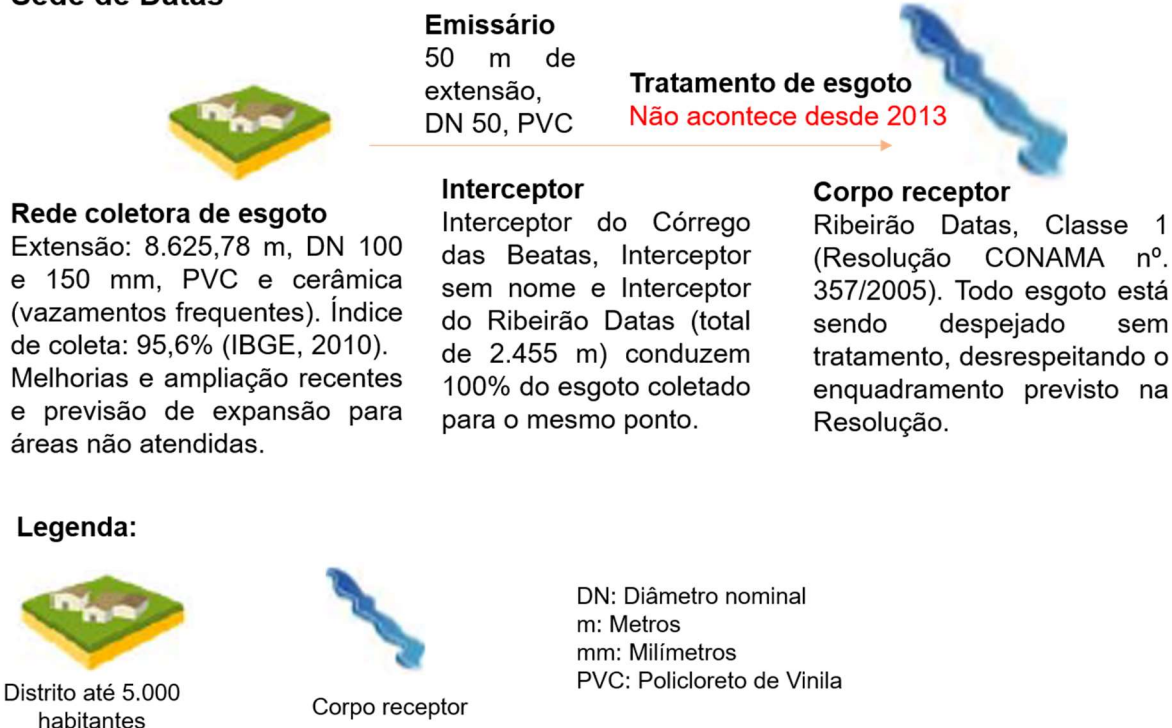 Sede de Datas
Emissário
50 m de
extensão,
DN 50, PVC
Tratamento de esgoto
Não acontece desde 2013
Rede coletora de esgoto
Extensão: 8.625,78 m, DN 100
e 150 mm, PVC e cerâmica
(vazamentos frequentes). Índice
de coleta: 95,6% (IBGE, 2010).
Melhorias e ampliação recentes
e previsão de expansão para
áreas não atendidas.
Interceptor
Interceptor do Córrego
das Beatas, Interceptor
sem nome e Interceptor
do Ribeirão Datas (total
de 2.455 m) conduzem
100% do esgoto coletado
para o mesmo ponto.
Corpo receptor
Ribeirão Datas, Classe 1
(Resolução CONAMA nº.
357/2005). Todo esgoto está
sendo despejado sem
tratamento, desrespeitando o
enquadramento previsto na
Resolução.
Legenda:
Distrito até 5.000
habitantes
Corpo receptor
DN: Diâmetro nominal
m: Metros
mm: Milímetros
PVC: Policloreto de Vinila